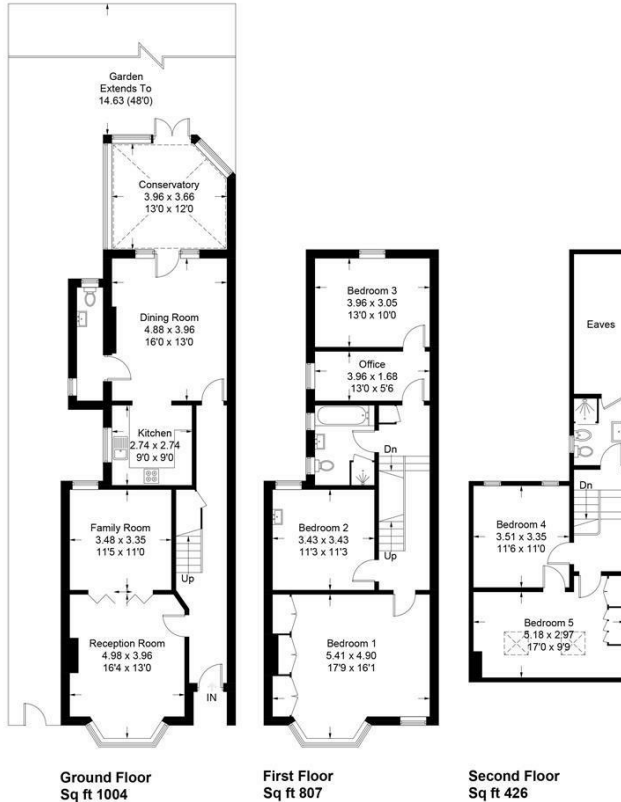 Garden
Extends To
14.63 (48'0)
Conservatory
3.96 x 3.66
13'0 x 12'0
Dining Room
4.88 x 3.96
16'0 x 13'0
Kitchen
2.74 x 2.74
9'0 x 9'0
Family Room
3.48 x 3.35
11'5 x 11'0
Up
Reception Room
4.98 x 3.96
16'4 x 13'0
IN
Ground Floor
Sq ft 1004
Bedroom 3
3.96 x 3.05
13'0 x 10'0
Office
3.96 x 1.68
13'0 x 5'6
Dn
Bedroom 2
3.43 x 3.43
11'3 x 11'3
Up
Bedroom 1
5.41 x 4.90
17'9 x 16'1
First Floor
Sq ft 807
Eaves
Dn
Bedroom 4
3.51 x 3.35
11'6 x 11'0
Bedroom 5
5.18 x 2.97
17'0 x 9'9
Second Floor
Sq ft 426